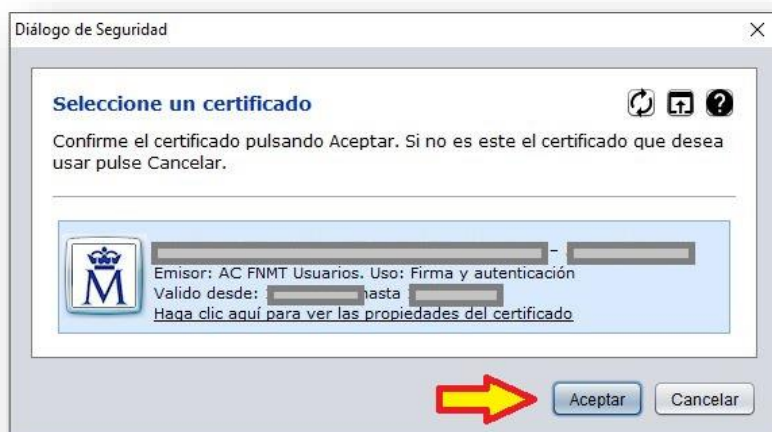 Diálogo de Seguridad
Seleccione un certificado
Confirme el certificado pulsando Aceptar. Si no es este el certificado que desea
usar pulse Cancelar.
-
Emisor: AC FNMT Usuarios. Uso: Firma y autenticación
Valido desde: hasta
Haga clic aquí para ver las propiedades del certificado
Aceptar Cancelar